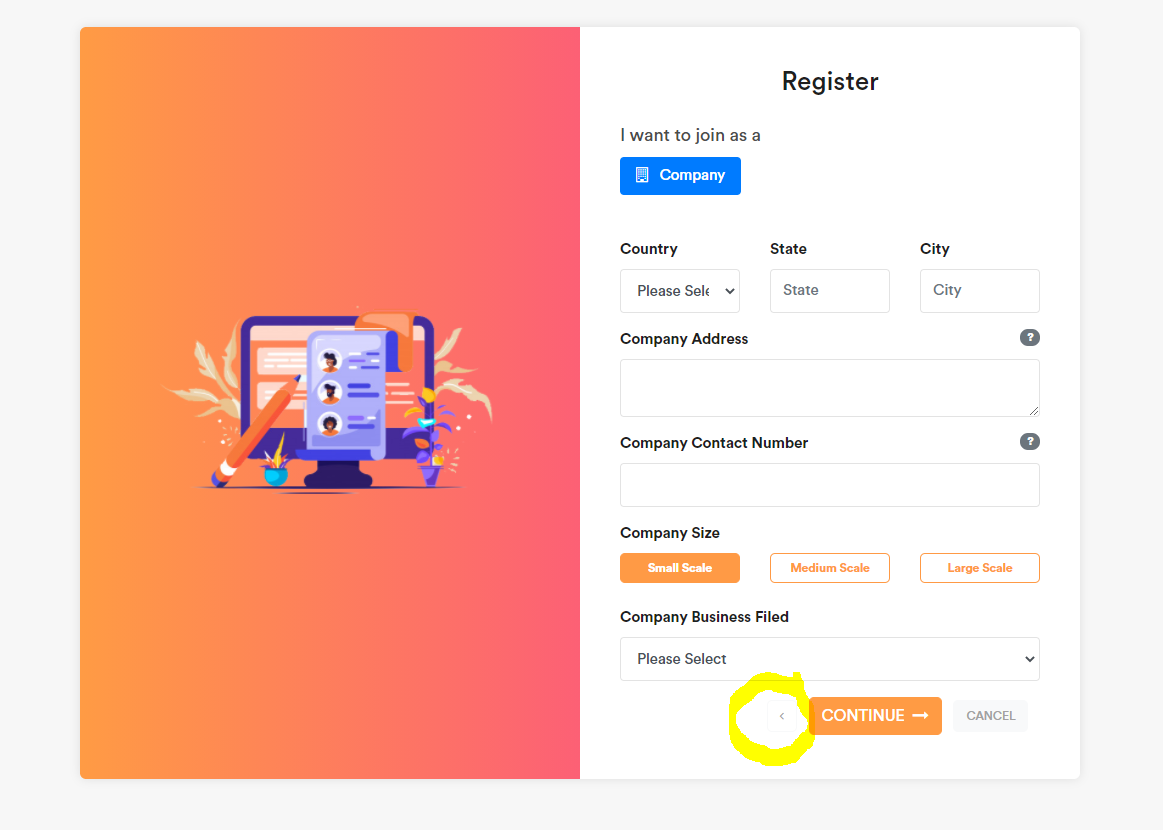 Register
I want to join as a
Company
Country State City
Please Sele State City
Company Address ?
Company Contact Number ?
Company Size
Small Scale Medium Scale Large Scale
Company Business Filed
Please Select
< CONTINUE → CANCEL